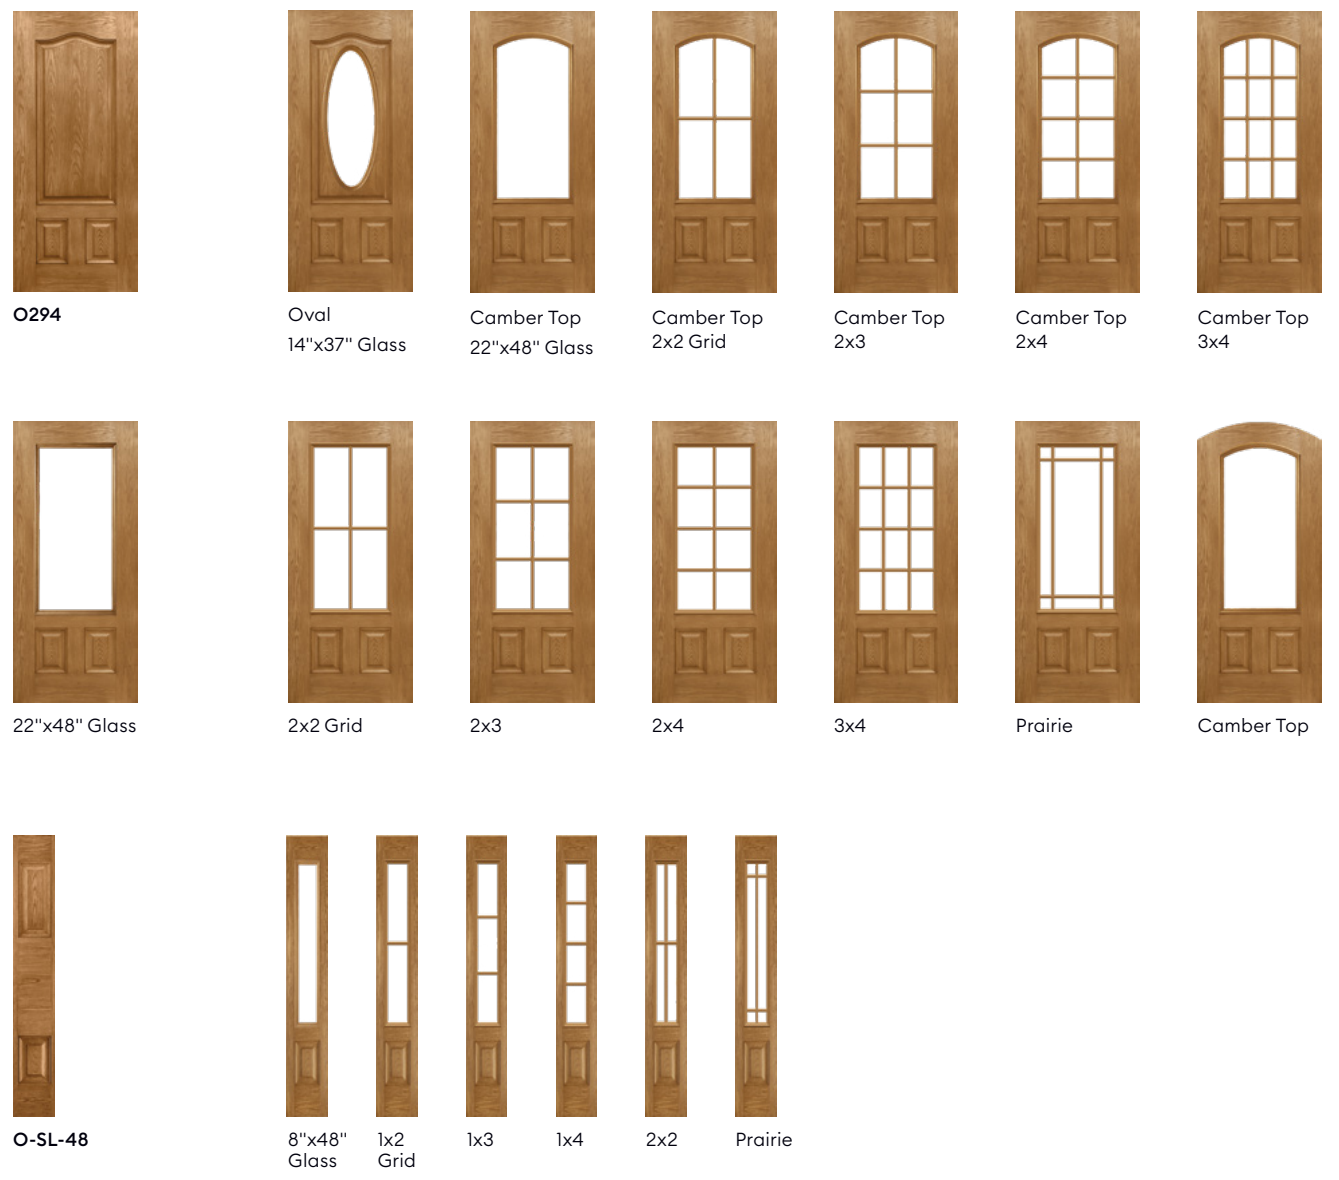 O294
Oval
14"x37" Glass
Camber Top
22"x48" Glass
Camber Top
2x2 Grid
Camber Top
2x3
Camber Top
2x4
Camber Top
3x4
22"x48" Glass
2x2 Grid
2x3
2x4
3x4
Prairie
Camber Top
O-SL-48
8"x48"
Glass
1x2
Grid
1x3
1x4
2x2
Prairie